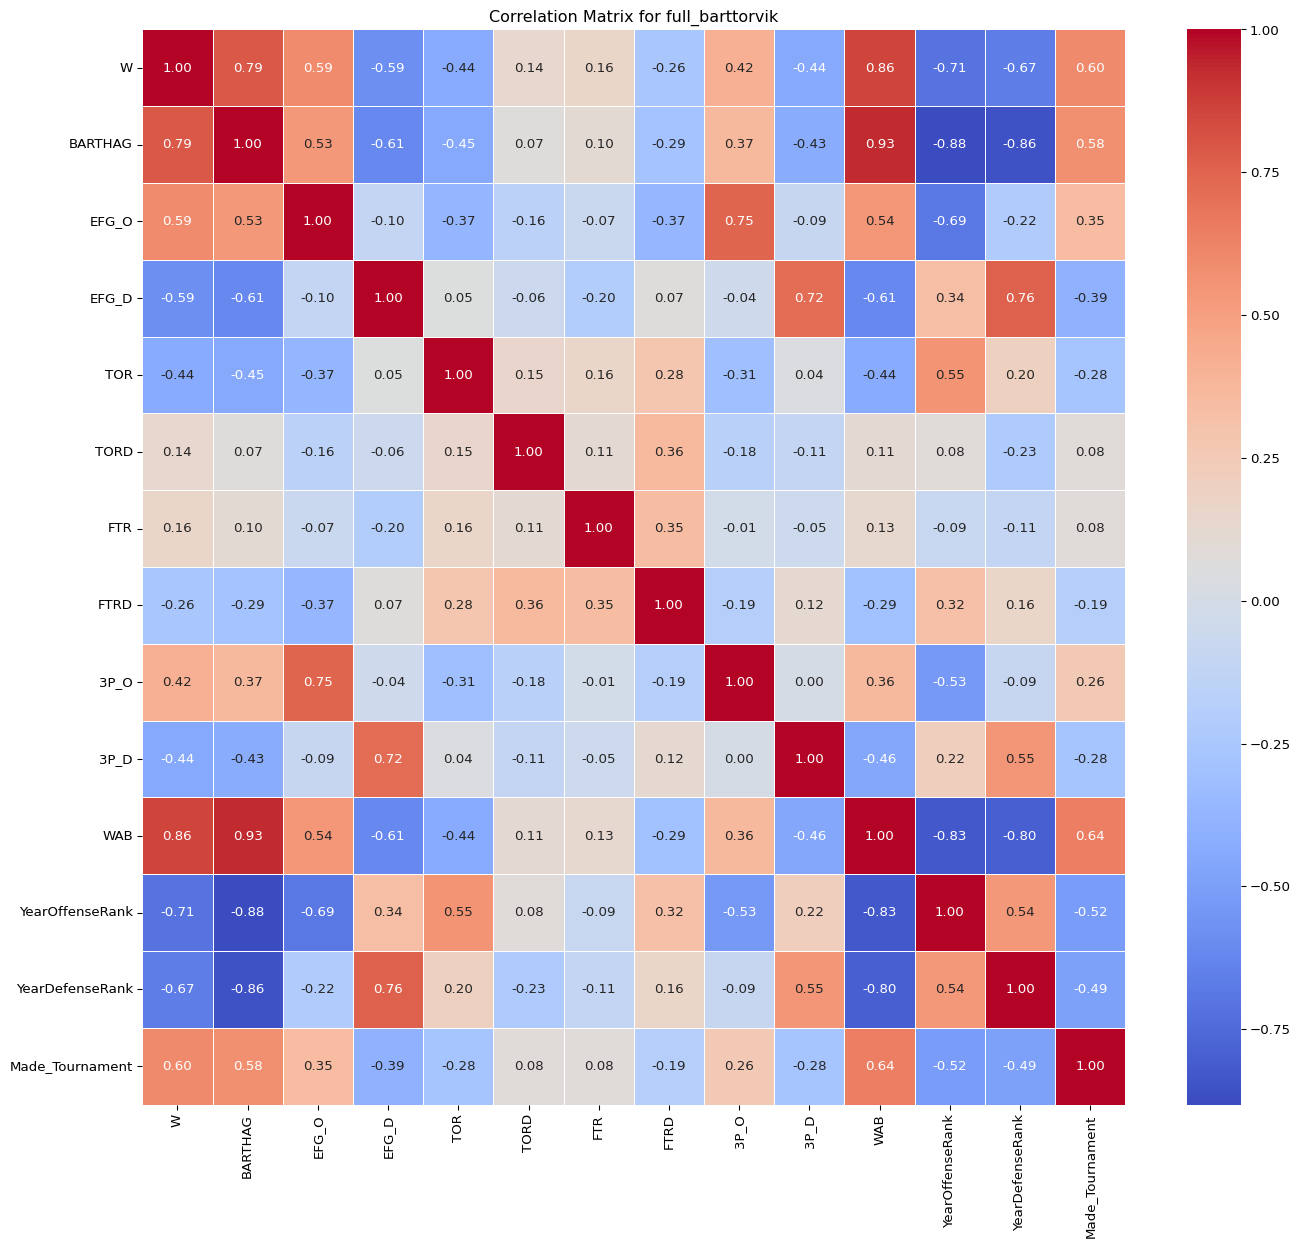 Correlation Matrix for full_barttorvik
W 1.00 0.79 0.59 -0.59 -0.44 0.14 0.16 -0.26 0.42 -0.44 0.86 -0.71 -0.67 0.60
BARTHAG 0.79 1.00 0.53 -0.61 -0.45 0.07 0.10 -0.29 0.37 -0.43 0.93 -0.88 -0.86 0.58
EFG_O 0.59 0.53 1.00 -0.10 -0.37 -0.16 -0.07 -0.37 0.75 -0.09 0.54 -0.69 -0.22 0.35
EFG_D -0.59 -0.61 -0.10 1.00 0.05 -0.06 -0.20 0.07 -0.04 0.72 -0.61 0.34 0.76 -0.39
TOR -0.44 -0.45 -0.37 0.05 1.00 0.15 0.16 0.28 -0.31 0.04 -0.44 0.55 0.20 -0.28
TORD 0.14 0.07 -0.16 -0.06 0.15 1.00 0.11 0.36 -0.18 -0.11 0.11 0.08 -0.23 0.08
FTR 0.16 0.10 -0.07 -0.20 0.16 0.11 1.00 0.35 -0.01 -0.05 0.13 -0.09 -0.11 0.08
FTRD -0.26 -0.29 -0.37 0.07 0.28 0.36 0.35 1.00 -0.19 0.12 -0.29 0.32 0.16 -0.19
3P_O 0.42 0.37 0.75 -0.04 -0.31 -0.18 -0.01 -0.19 1.00 0.00 0.36 -0.53 -0.09 0.26
3P_D -0.44 -0.43 -0.09 0.72 0.04 -0.11 -0.05 0.12 0.00 1.00 -0.46 0.22 0.55 -0.28
WAB 0.86 0.93 0.54 -0.61 -0.44 0.11 0.13 -0.29 0.36 -0.46 1.00 -0.83 -0.80 0.64
YearOffenseRank -0.71 -0.88 -0.69 0.34 0.55 0.08 -0.09 0.32 -0.53 0.22 -0.83 1.00 0.54 -0.52
YearDefenseRank -0.67 -0.86 -0.22 0.76 0.20 -0.23 -0.11 0.16 -0.09 0.55 -0.80 0.54 1.00 -0.49
Made_Tournament 0.60 0.58 0.35 -0.39 -0.28 0.08 0.08 -0.19 0.26 -0.28 0.64 -0.52 -0.49 1.00
W BARTHAG EFG_O EFG_D TOR TORD FTR FTRD 3P_O 3P_D WAB YearOffenseRank YearDefenseRank Made_Tournament
1.00
0.75
0.50
0.25
0.00
−0.25
−0.50
−0.75